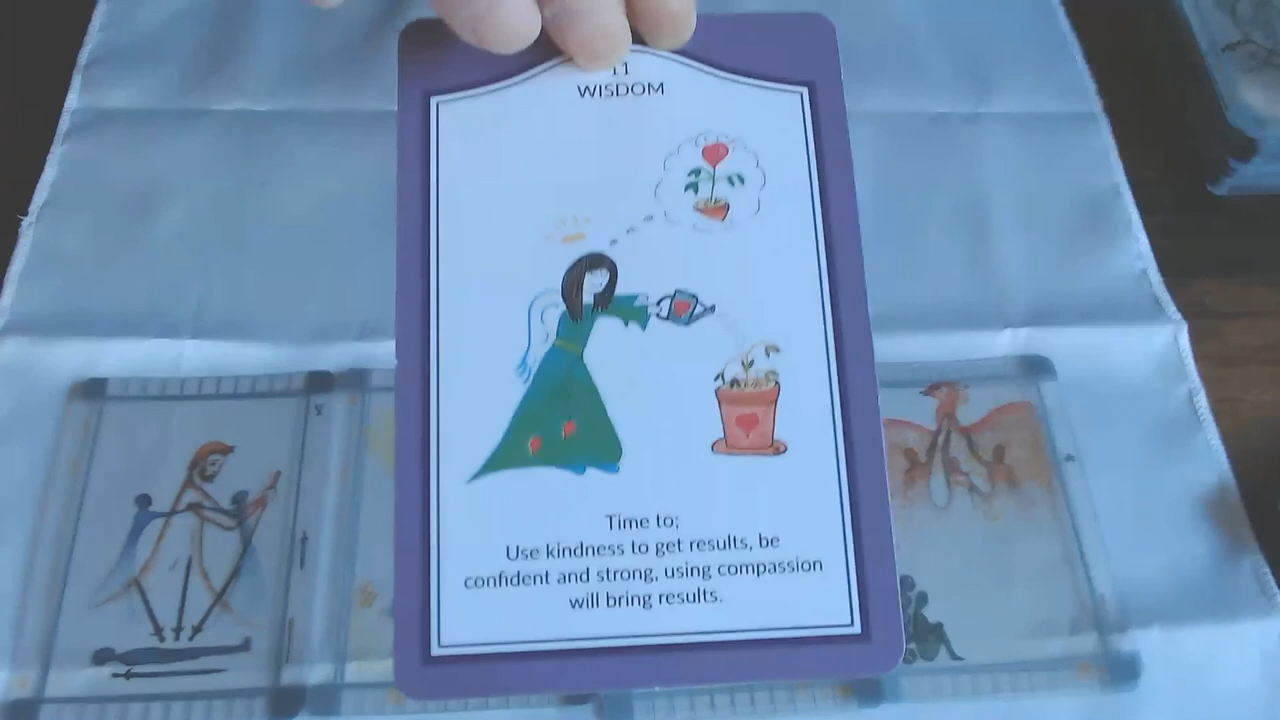 11
WISDOM
Time to;
Use kindness to get results, be
confident and strong, using compassion
will bring results.